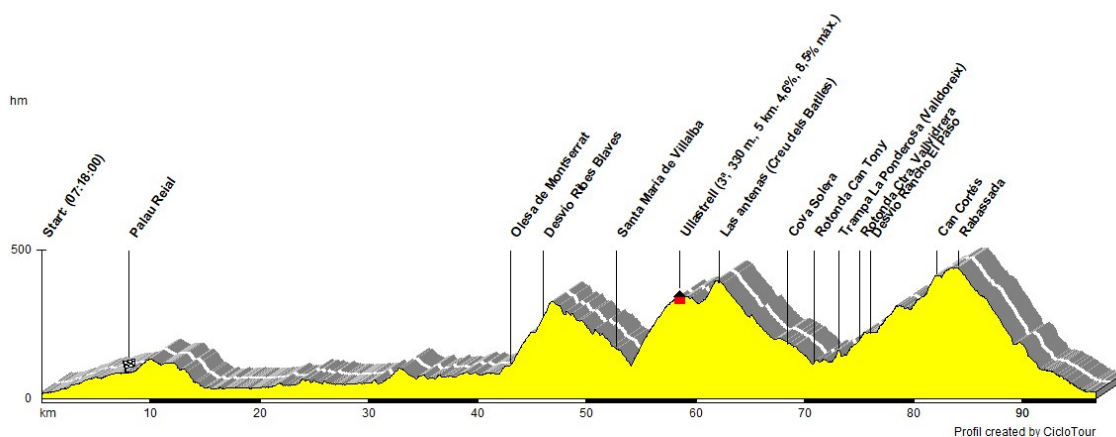 hm
Start: (07:18:00)
Palau Reial
Olesa de Montserrat
Desvío Ribes Blaves
Santa Maria de Villalba
Ullastrell (3ª, 330 m., 5 km. 4,6%, 8,5% máx.)
Las antenas (Creu dels Batlles)
Cova Solera
Rotonda Can Tony
Trampa La Ponderosa (Valldoreix)
Rotonda Ctra. Vallvidrera
Desvío Rancho El Paso
Can Cortés
Rabassada
500
0
km 10 20 30 40 50 60 70 80 90
Profil created by CicloTour